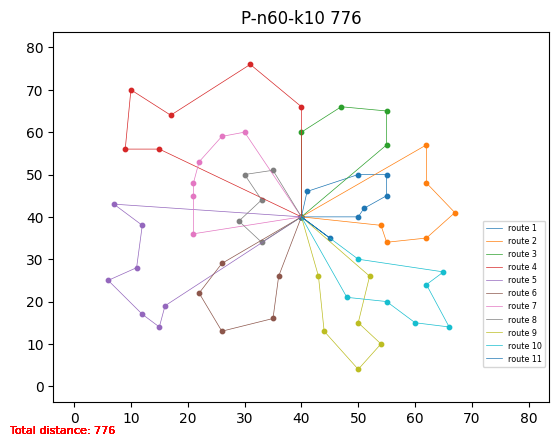 P-n60-k10 776
80
70
60
50
40
30
20
10
0
0 10 20 30 40 50 60 70 80
route 1
route 2
route 3
route 4
route 5
route 6
route 7
route 8
route 9
route 10
route 11
Total distance: 776